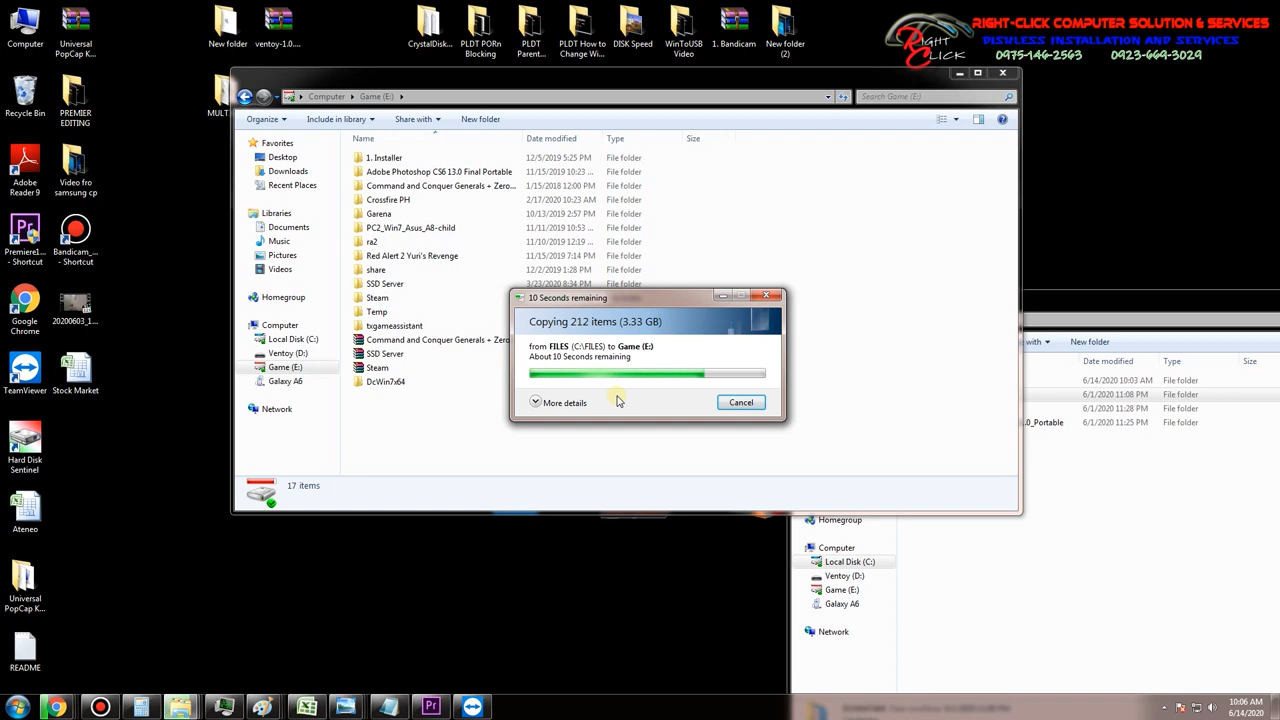 Computer
Universal
PopCap K...
New folder
ventoy-1.0....
CrystalDisk...
PLDT PORn
Blocking
PLDT
Parent...
PLDT How to
Change Wi...
DISK Speed
WinToUSB
Video
1. Bandicam
New folder
(2)
RIGHT-CLICK COMPUTER SOLUTION & SERVICES
DISKLESS INSTALLATION AND SERVICES
0975-146-2563 0923-669-3029
Right
Click
Recycle Bin
PREMIER
EDITING
MULT
Adobe
Reader 9
Video fro
samsung cp
Premiere1...
- Shortcut
Bandicam_...
- Shortcut
Google
Chrome
20200603_1...
TeamViewer
Stock Market
Hard Disk
Sentinel
Ateneo
Universal
PopCap K...
README
Computer
Game (E:)
Search Game (E:)
Organize
Include in library
Share with
New folder
Name
Date modified
Type
Size
Favorites
Desktop
Downloads
Recent Places
Libraries
Documents
Music
Pictures
Videos
Homegroup
Computer
Local Disk (C:)
Ventoy (D:)
Game (E:)
Galaxy A6
Network
1. Installer 12/5/2019 5:25 PM File folder
Adobe Photoshop CS6 13.0 Final Portable 11/15/2019 10:23 ... File folder
Command and Conquer Generals + Zero... 1/15/2018 12:00 PM File folder
Crossfire PH 2/17/2020 10:23 AM File folder
Garena 10/13/2019 2:57 PM File folder
PC2_Win7_Asus_A8-child 11/11/2019 10:53 ... File folder
ra2 11/10/2019 12:19 ... File folder
Red Alert 2 Yuri's Revenge 11/15/2019 7:14 PM File folder
share 12/2/2019 1:28 PM File folder
SSD Server 3/23/2020 8:34 PM File folder
Steam
Temp
txgameassistant
Command and Conquer Generals + Zero
SSD Server
Steam
DcWin7x64
17 items
10 Seconds remaining
Copying 212 items (3.33 GB)
from FILES (C:\FILES) to Game (E:)
About 10 Seconds remaining
More details
Cancel
with
New folder
Date modified
Type
Size
6/14/2020 10:03 AM File folder
6/1/2020 11:08 PM File folder
6/1/2020 11:28 PM File folder
.0_Portable 6/1/2020 11:25 PM File folder
Homegroup
Computer
Local Disk (C:)
Ventoy (D:)
Game (E:)
Galaxy A6
Network
10:06 AM
6/14/2020